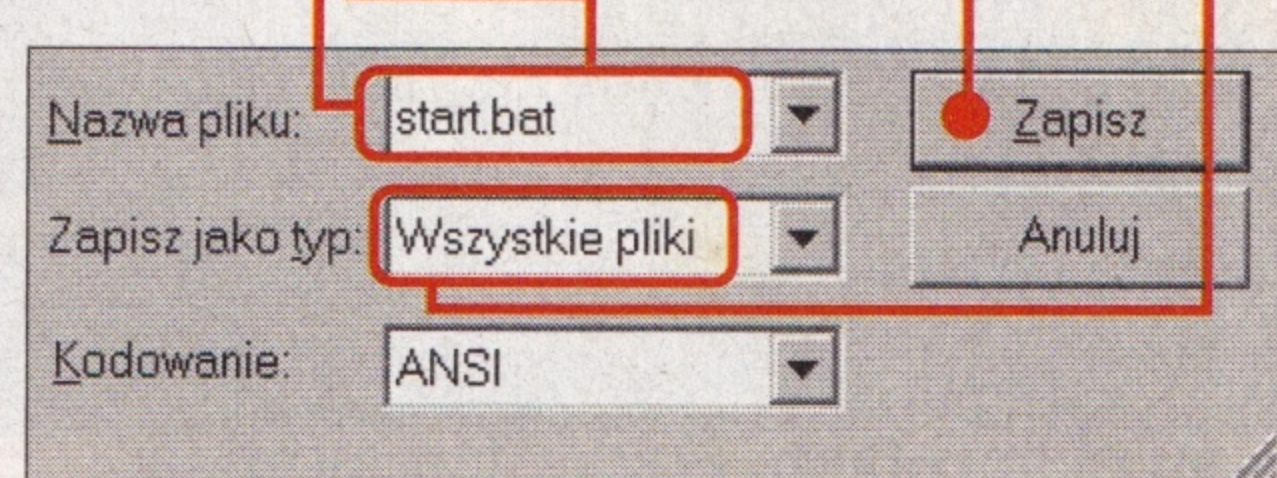 Nazwa pliku: start.bat Zapisz
Zapisz jako typ: Wszystkie pliki Anuluj
Kodowanie: ANSI